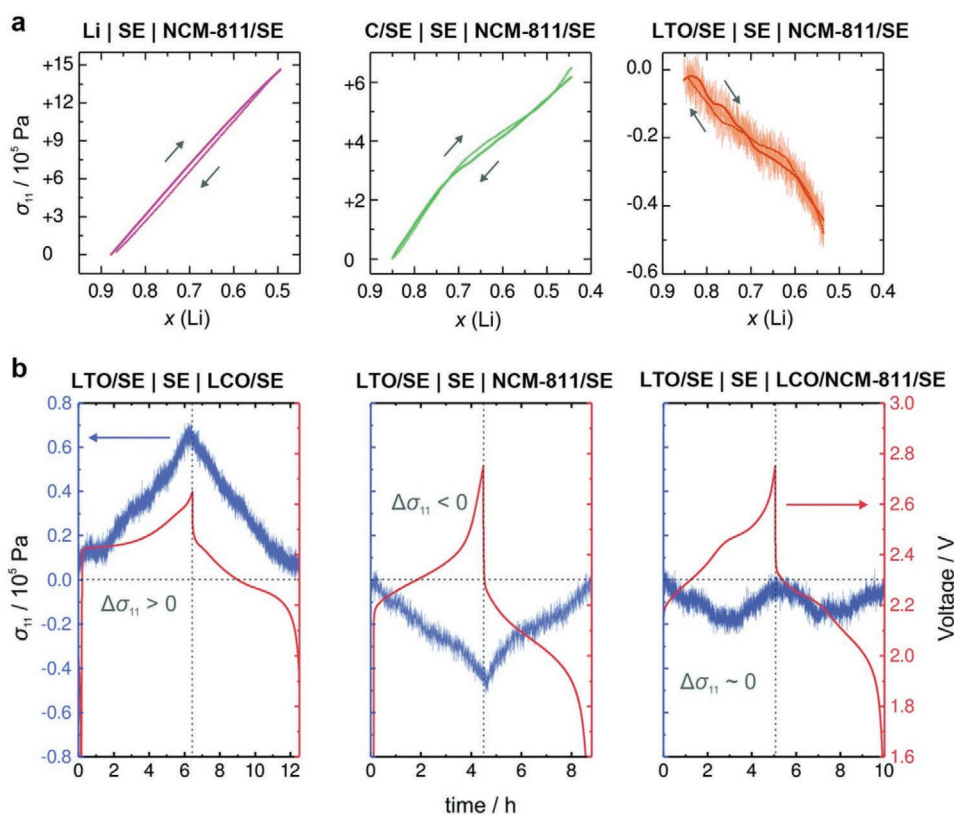 a
Li | SE | NCM-811/SE
C/SE | SE | NCM-811/SE
LTO/SE | SE | NCM-811/SE
σ₁₁ / 10⁵ Pa
+15
+12
+9
+6
+3
0
0.9 0.8 0.7 0.6 0.5
x (Li)
+6
+4
+2
0
0.9 0.8 0.7 0.6 0.5 0.4
x (Li)
0.0
-0.2
-0.4
-0.6
0.9 0.8 0.7 0.6 0.5 0.4
x (Li)
b
LTO/SE | SE | LCO/SE
LTO/SE | SE | NCM-811/SE
LTO/SE | SE | LCO/NCM-811/SE
σ₁₁ / 10⁵ Pa
0.8
0.6
0.4
0.2
0.0
-0.2
-0.4
-0.6
-0.8
Δσ₁₁ > 0
0 2 4 6 8 10 12
Δσ₁₁ < 0
0 2 4 6 8
Δσ₁₁ ~ 0
0 2 4 6 8 10
3.0
2.8
2.6
2.4
2.2
2.0
1.9
1.8
1.6
Voltage / V
time / h